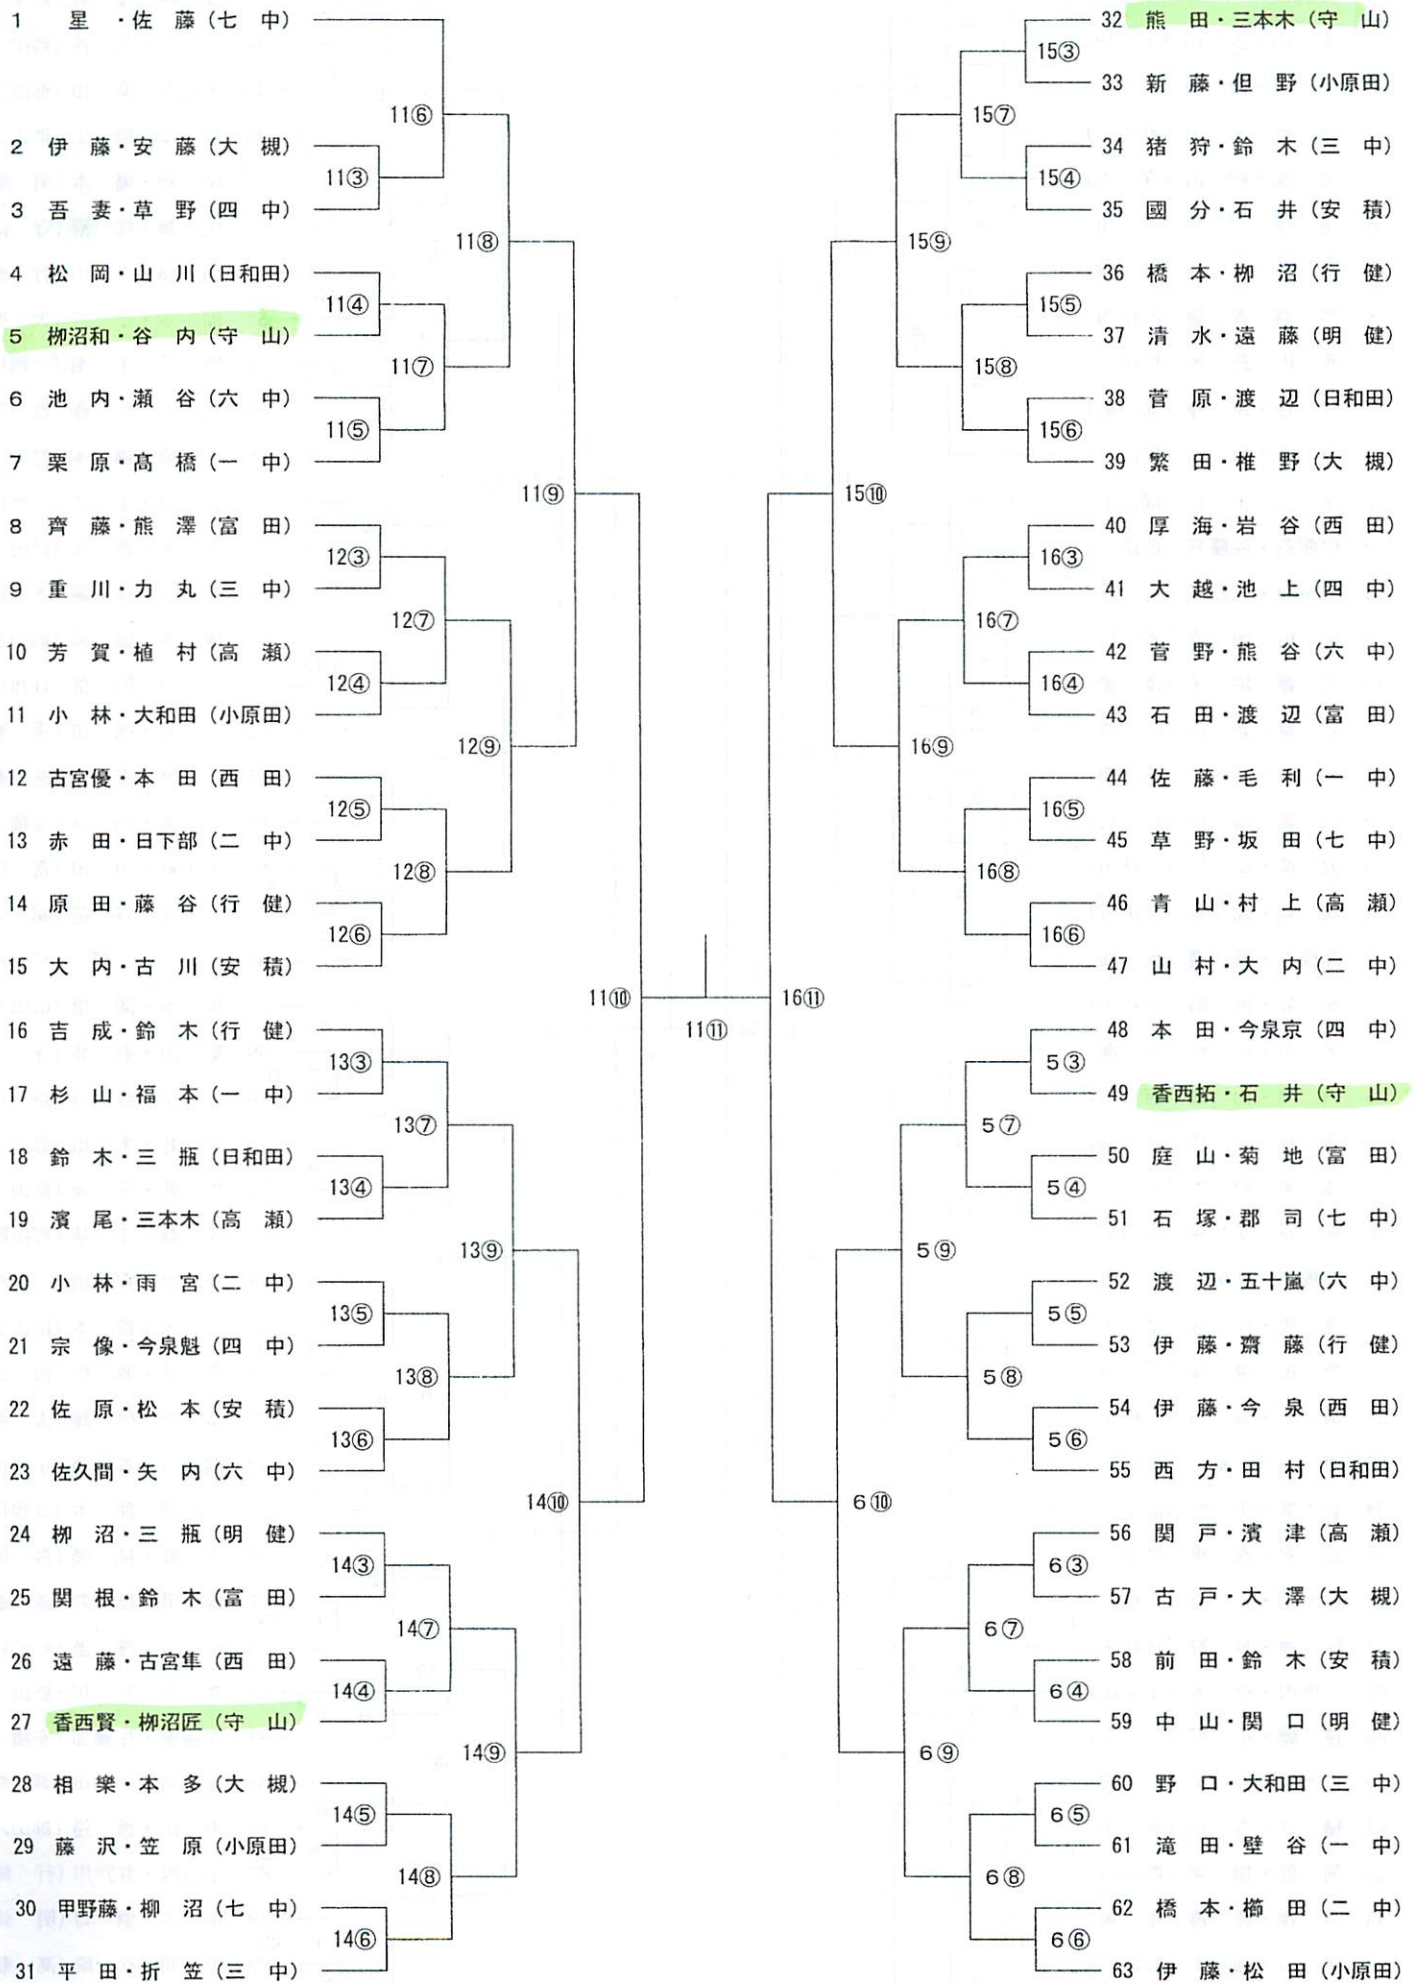 1 星・佐 藤（七 中）
11⑥
2 伊 藤・安 藤（大 槻）
11③
3 吾 妻・草 野（四 中）
11⑧
4 松 岡・山 川（日和田）
11④
5 栁沼和・谷 内（守 山）
11⑦
6 池 内・瀬 谷（六 中）
11⑤
7 栗 原・髙 橋（一 中）
11⑨
8 齊 藤・熊 澤（富 田）
12③
9 重 川・力 丸（三 中）
12⑦
10 芳 賀・植 村（高 瀬）
12④
11 小 林・大和田（小原田）
12⑨
12 古宮優・本 田（西 田）
12⑤
13 赤 田・日下部（二 中）
12⑧
14 原 田・藤 谷（行 健）
12⑥
15 大 内・古 川（安 積）
11⑩
16 吉 成・鈴 木（行 健）
13③
17 杉 山・福 本（一 中）
13⑦
18 鈴 木・三 瓶（日和田）
13④
19 濱 尾・三本木（高 瀬）
13⑨
20 小 林・雨 宮（二 中）
13⑤
21 宗 像・今泉魁（四 中）
13⑧
22 佐 原・松 本（安 積）
13⑥
23 佐久間・矢 内（六 中）
14⑩
24 栁 沼・三 瓶（明 健）
14③
25 関 根・鈴 木（富 田）
14⑦
26 遠 藤・古宮隼（西 田）
14④
27 香西賢・栁沼匠（守 山）
14⑨
28 相 樂・本 多（大 槻）
14⑤
29 藤 沢・笠 原（小原田）
14⑧
30 甲野藤・柳 沼（七 中）
14⑥
31 平 田・折 笠（三 中）
11⑪
32 熊 田・三本木（守 山）
15③
33 新 藤・但 野（小原田）
15⑦
34 猪 狩・鈴 木（三 中）
15④
35 國 分・石 井（安 積）
15⑨
36 橋 本・栁 沼（行 健）
15⑤
37 清 水・遠 藤（明 健）
15⑧
38 菅 原・渡 辺（日和田）
15⑥
39 繁 田・椎 野（大 槻）
15⑩
40 厚 海・岩 谷（西 田）
16③
41 大 越・池 上（四 中）
16⑦
42 菅 野・熊 谷（六 中）
16④
43 石 田・渡 辺（富 田）
16⑨
44 佐 藤・毛 利（一 中）
16⑤
45 草 野・坂 田（七 中）
16⑧
46 青 山・村 上（高 瀬）
16⑥
47 山 村・大 内（二 中）
16⑪
48 本 田・今泉京（四 中）
5③
49 香西拓・石 井（守 山）
5⑦
50 庭 山・菊 地（富 田）
5④
51 石 塚・郡 司（七 中）
5⑨
52 渡 辺・五十嵐（六 中）
5⑤
53 伊 藤・齋 藤（行 健）
5⑧
54 伊 藤・今 泉（西 田）
5⑥
55 西 方・田 村（日和田）
6⑩
56 関 戸・濱 津（高 瀬）
6③
57 古 戸・大 澤（大 槻）
6⑦
58 前 田・鈴 木（安 積）
6④
59 中 山・関 口（明 健）
6⑨
60 野 口・大和田（三 中）
6⑤
61 滝 田・壁 谷（一 中）
6⑧
62 橋 本・櫛 田（二 中）
6⑥
63 伊 藤・松 田（小原田）